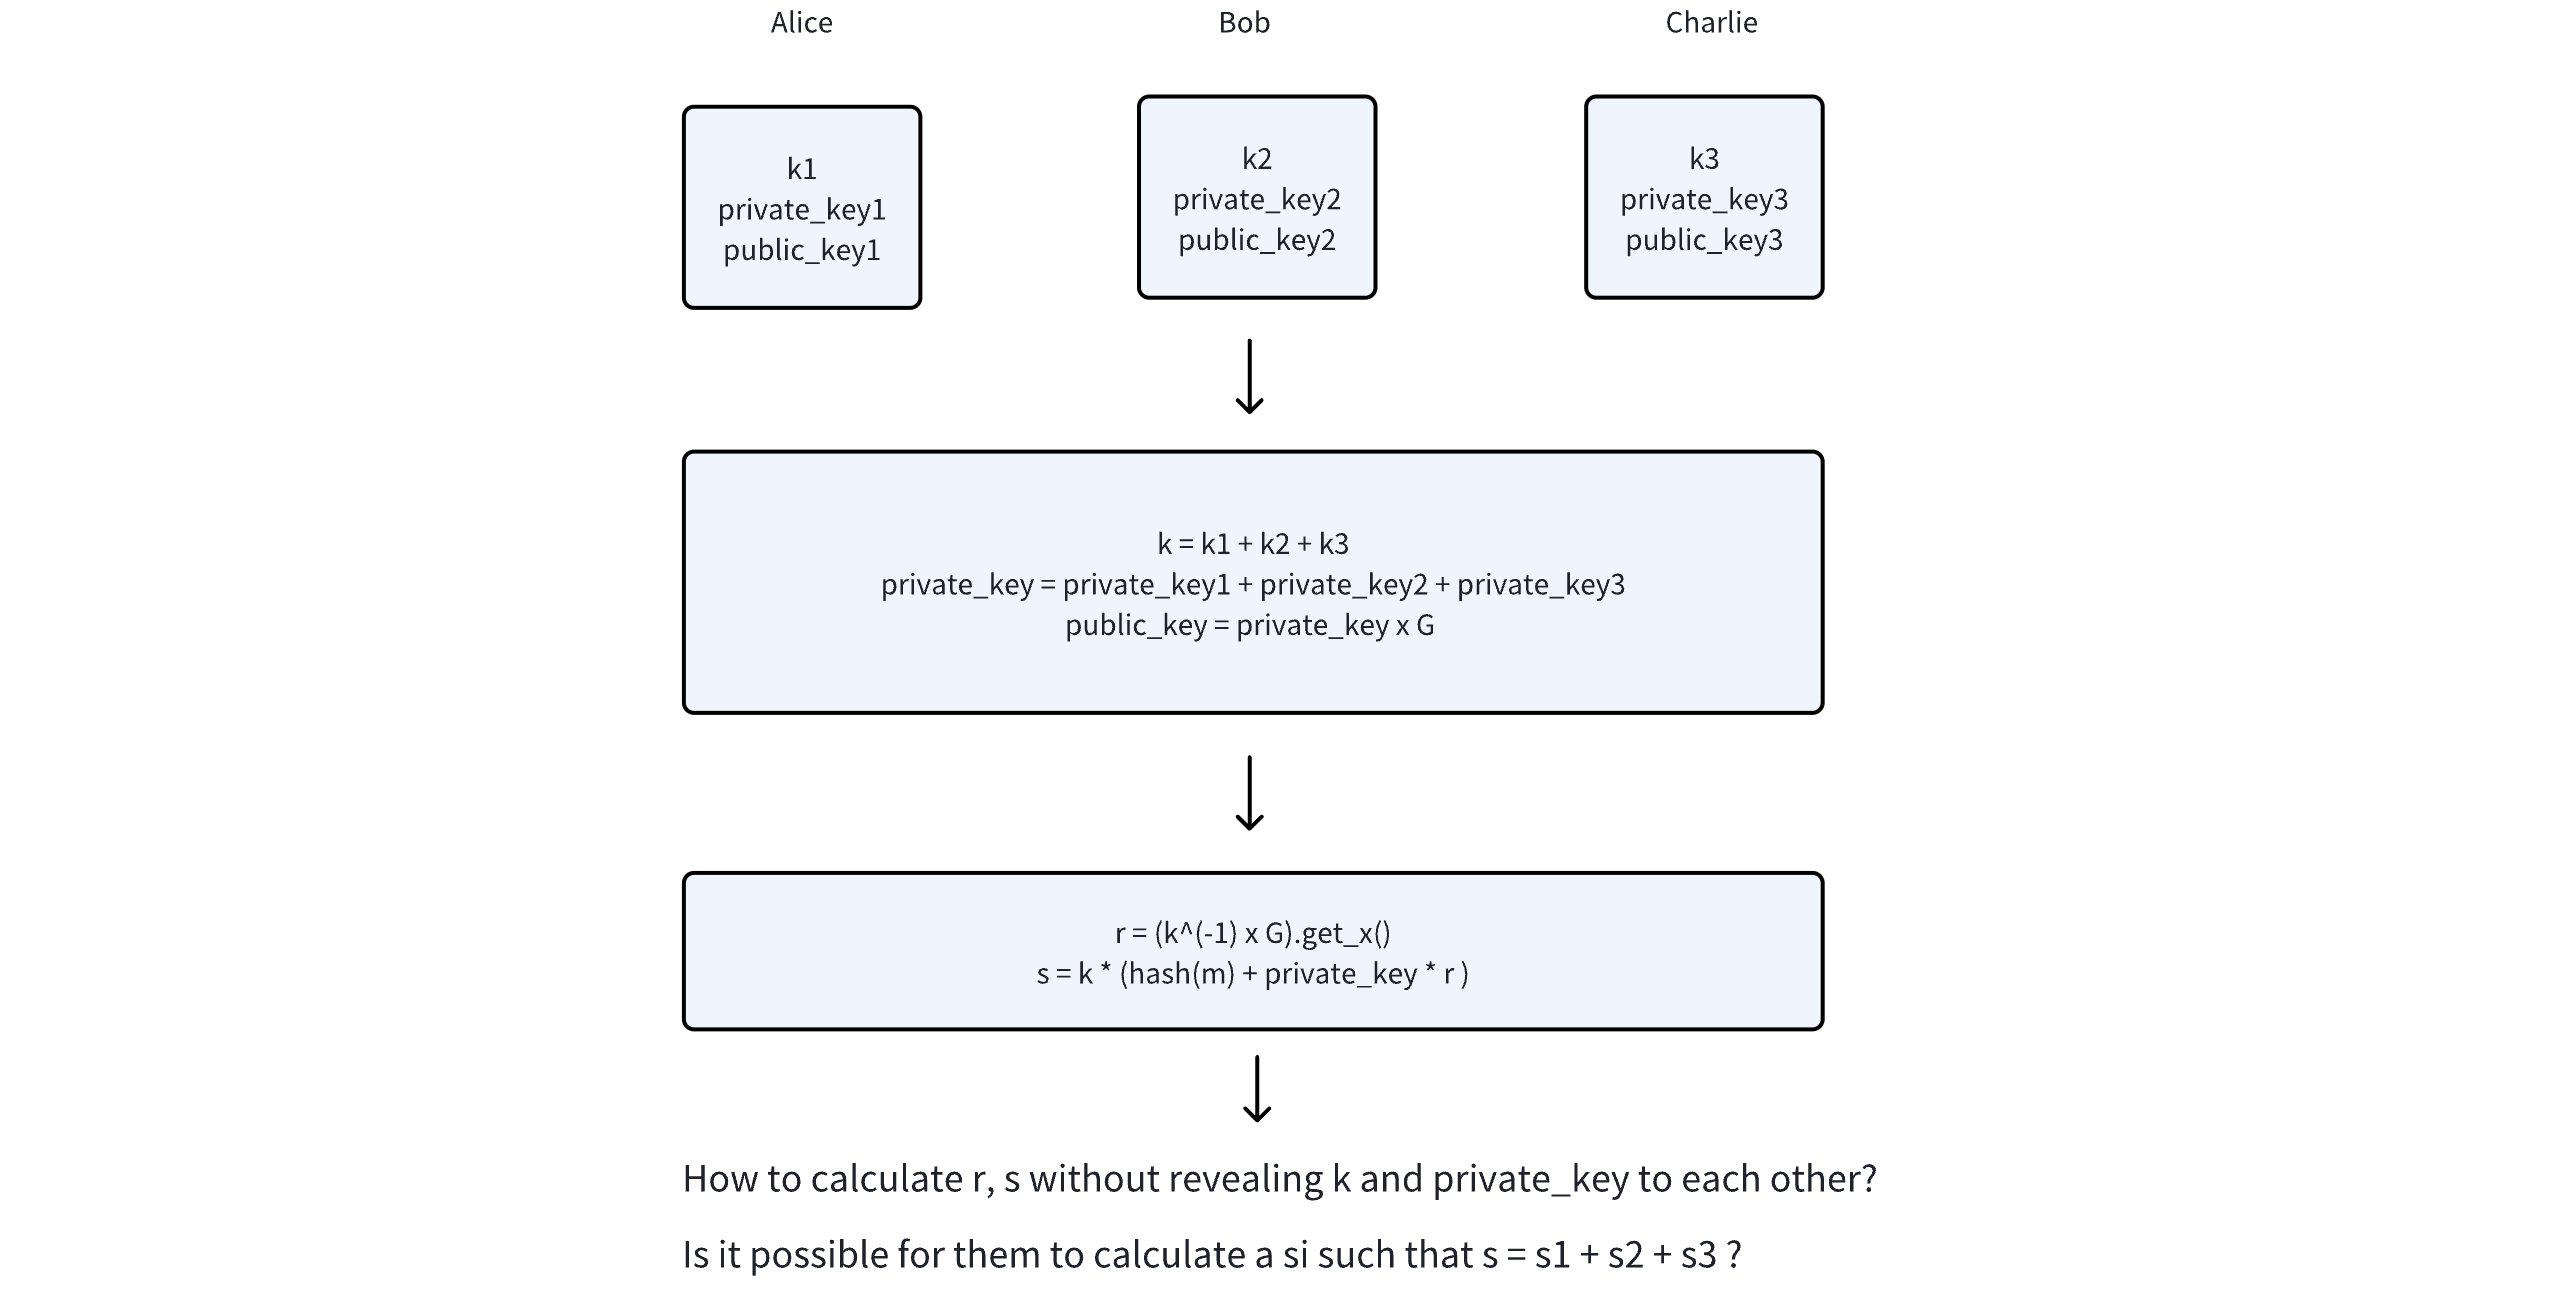 Alice
Bob
Charlie
k1
private_key1
public_key1
k2
private_key2
public_key2
k3
private_key3
public_key3
k = k1 + k2 + k3
private_key = private_key1 + private_key2 + private_key3
public_key = private_key x G
r = (k^(-1) x G).get_x()
s = k * (hash(m) + private_key * r )
How to calculate r, s without revealing k and private_key to each other?
Is it possible for them to calculate a si such that s = s1 + s2 + s3 ?